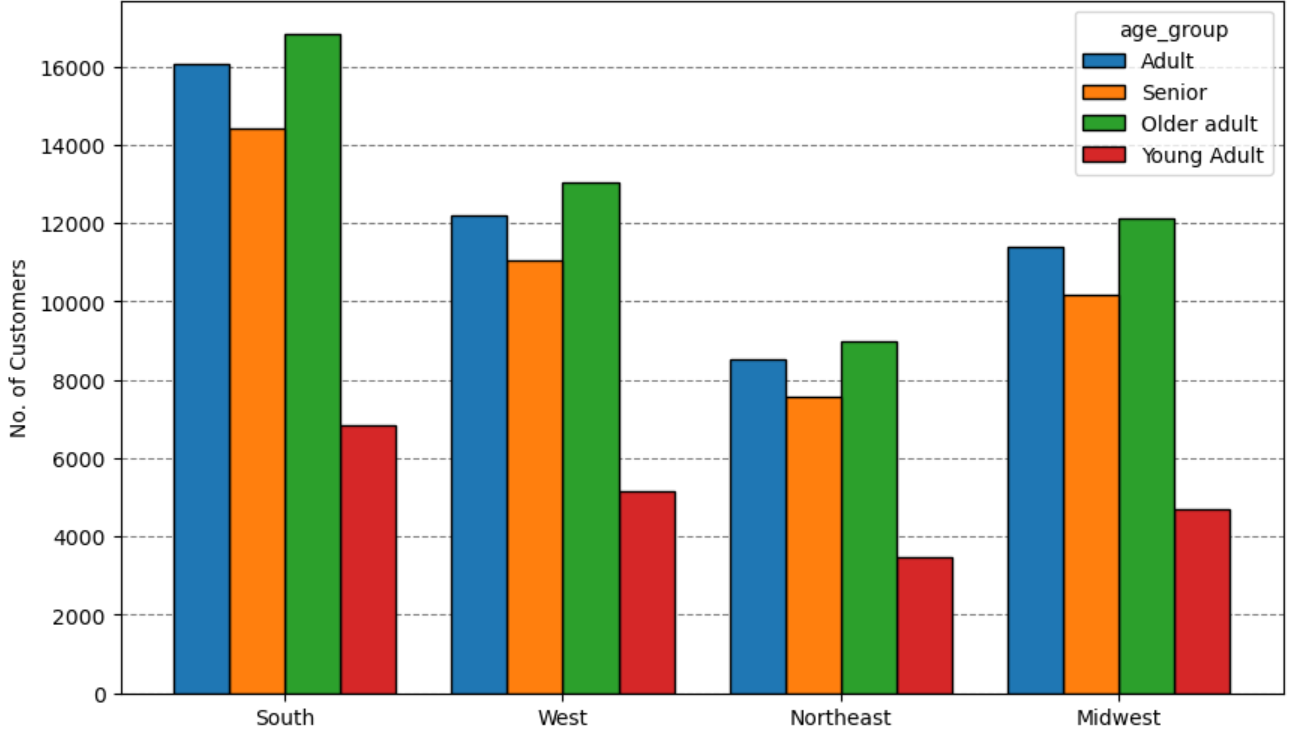 age_group
Adult
Senior
Older adult
Young Adult
No. of Customers
16000
14000
12000
10000
8000
6000
4000
2000
0
South
West
Northeast
Midwest